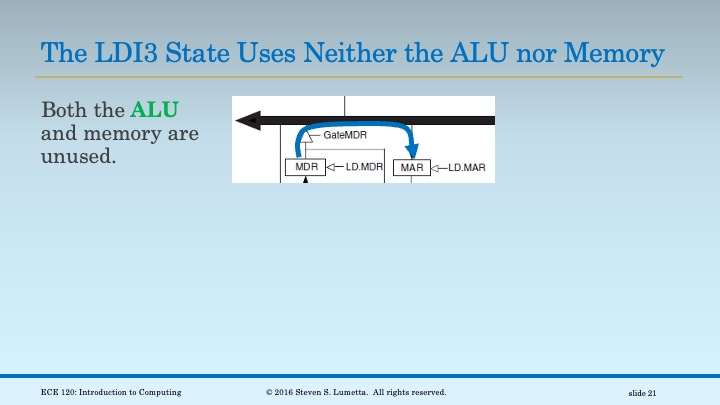 The LDI3 State Uses Neither the ALU nor Memory
Both the ALU
and memory are
unused.
GateMDR
MDR
LD.MDR
MAR
LD.MAR
ECE 120: Introduction to Computing
© 2016 Steven S. Lumetta. All rights reserved.
slide 21